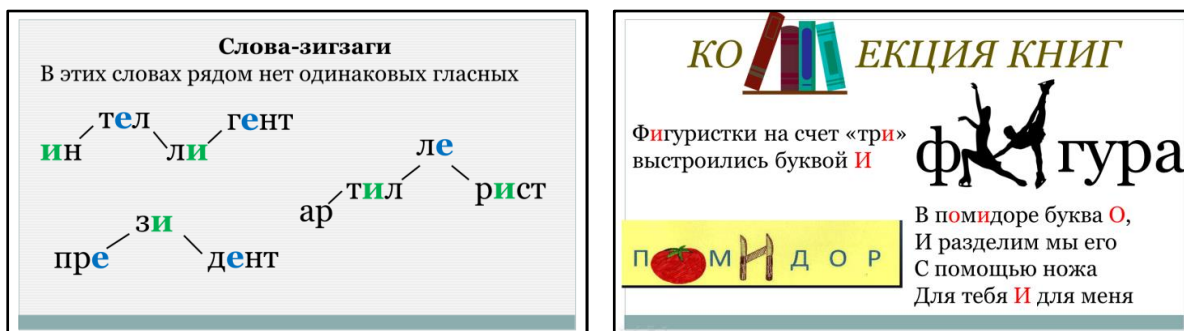 Слова-зигзаги
В этих словах рядом нет одинаковых гласных
ин тел ли гент
ар тил ле рист
пре зи дент
КО ЕКЦИЯ КНИГ
Фигуристки на счет «три»
выстроились буквой И
ф гура
В помидоре буква О,
И разделим мы его
С помощью ножа
Для тебя И для меня
П М И Д О Р